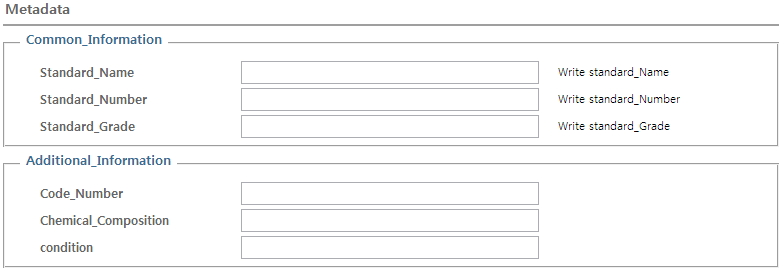 Metadata
Common_Information
Standard_Name Write standard_Name
Standard_Number Write standard_Number
Standard_Grade Write standard_Grade
Additional_Information
Code_Number
Chemical_Composition
condition